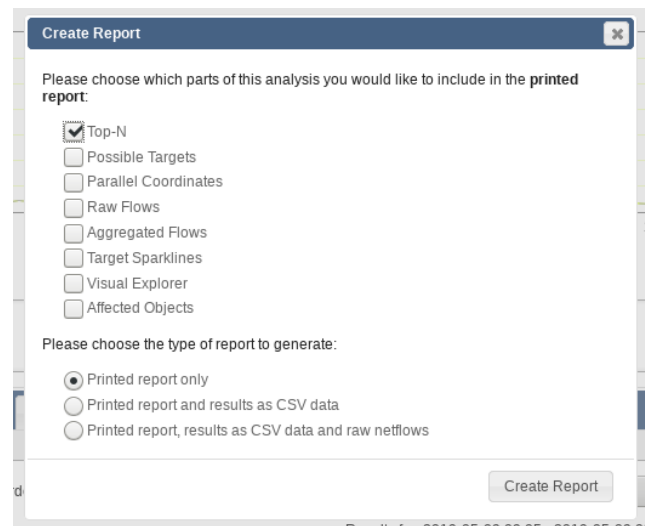 Create Report
Please choose which parts of this analysis you would like to include in the printed
report:
Top-N
Possible Targets
Parallel Coordinates
Raw Flows
Aggregated Flows
Target Sparklines
Visual Explorer
Affected Objects
Please choose the type of report to generate:
Printed report only
Printed report and results as CSV data
Printed report, results as CSV data and raw netflows
Create Report